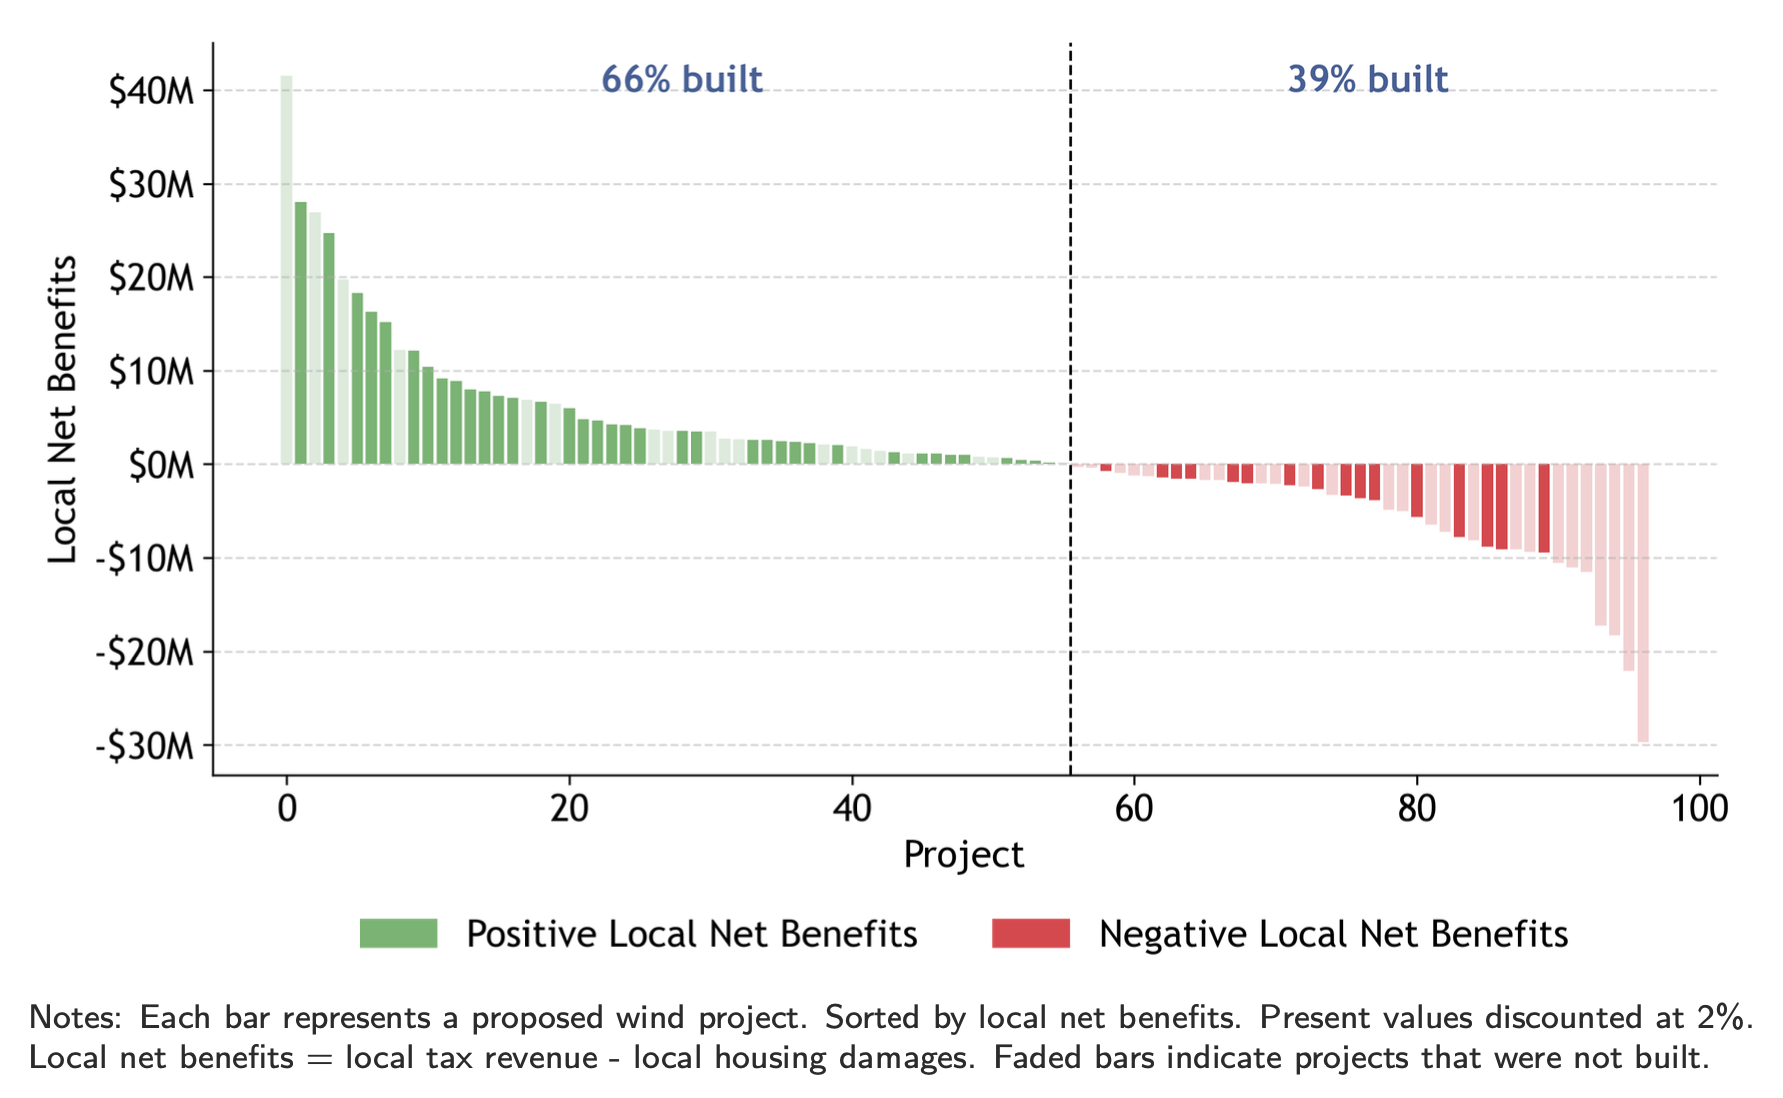 66% built
39% built
$40M
$30M
$20M
$10M
$0M
-$10M
-$20M
-$30M
Local Net Benefits
0 20 40 60 80 100
Project
Positive Local Net Benefits
Negative Local Net Benefits
Notes: Each bar represents a proposed wind project. Sorted by local net benefits. Present values discounted at 2%.
Local net benefits = local tax revenue - local housing damages. Faded bars indicate projects that were not built.